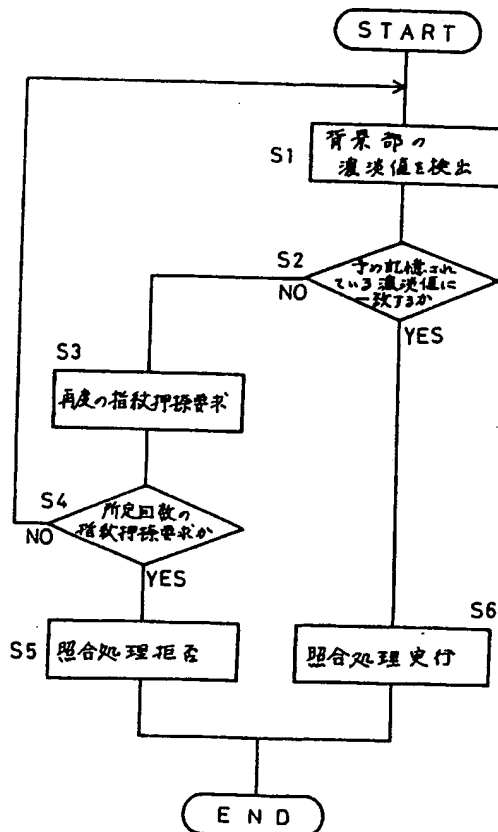 START
S1
背景部の
濃淡値を検出
S2
予め記憶され
ている濃淡値に
一致するか
NO
YES
S3
再度の指紋押捺要求
S4
所定回数の
指紋押捺要求か
NO
YES
S5
照合処理拒否
S6
照合処理実行
END